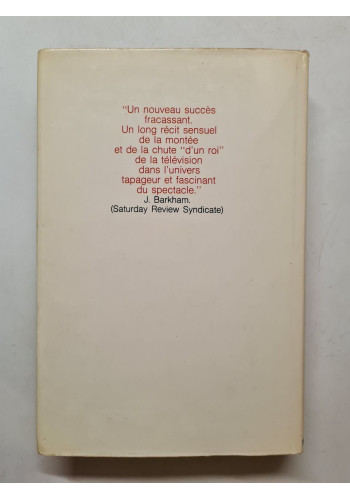 "Un nouveau succès
fracassant.
Un long récit sensuel
de la montée
et de la chute "d'un roi"
de la télévision
dans l'univers
tapageur et fascinant
du spectacle."
J. Barkham.
(Saturday Review Syndicate)